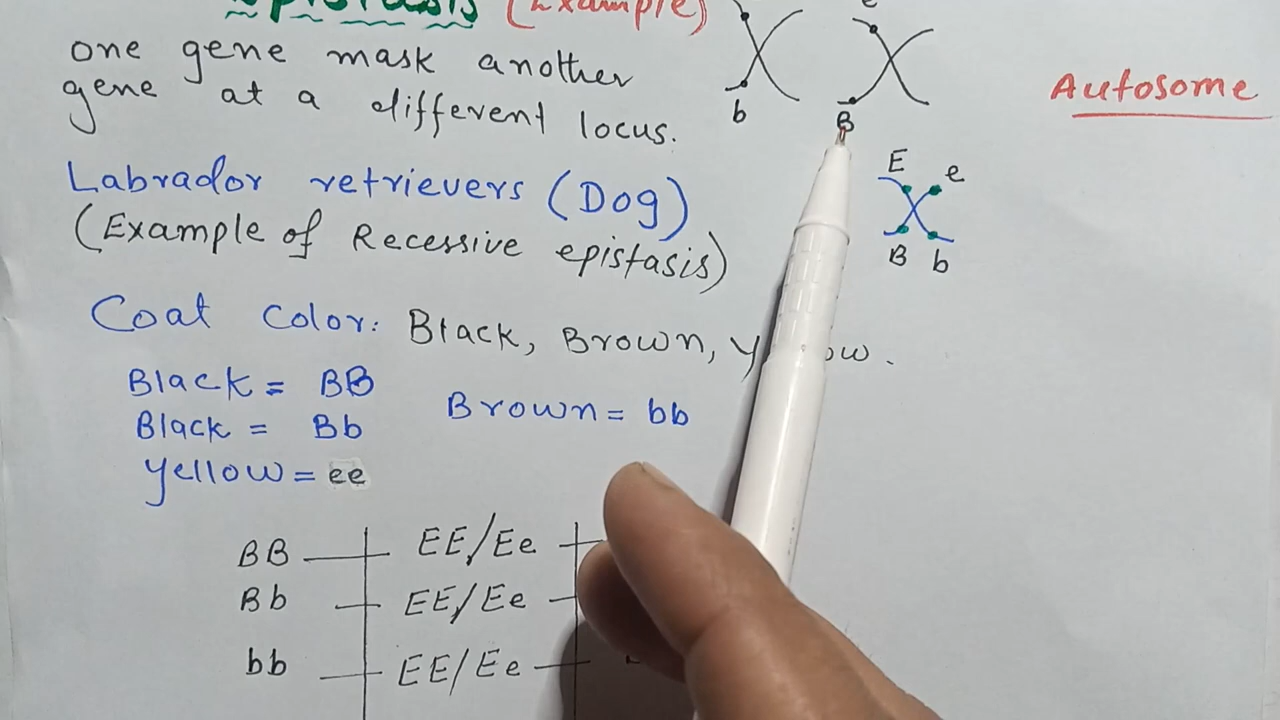 (Example)
one gene mask another
gene at a different locus.
b
B
e
Autosome
E e
B b
Labrador retrievers (Dog)
(Example of Recessive epistasis)
Coat Color: Black, Brown,
Black = BB
Black = Bb
Brown = bb
Yellow = ee
BB EE/Ee
Bb EE/Ee
bb EE/Ee